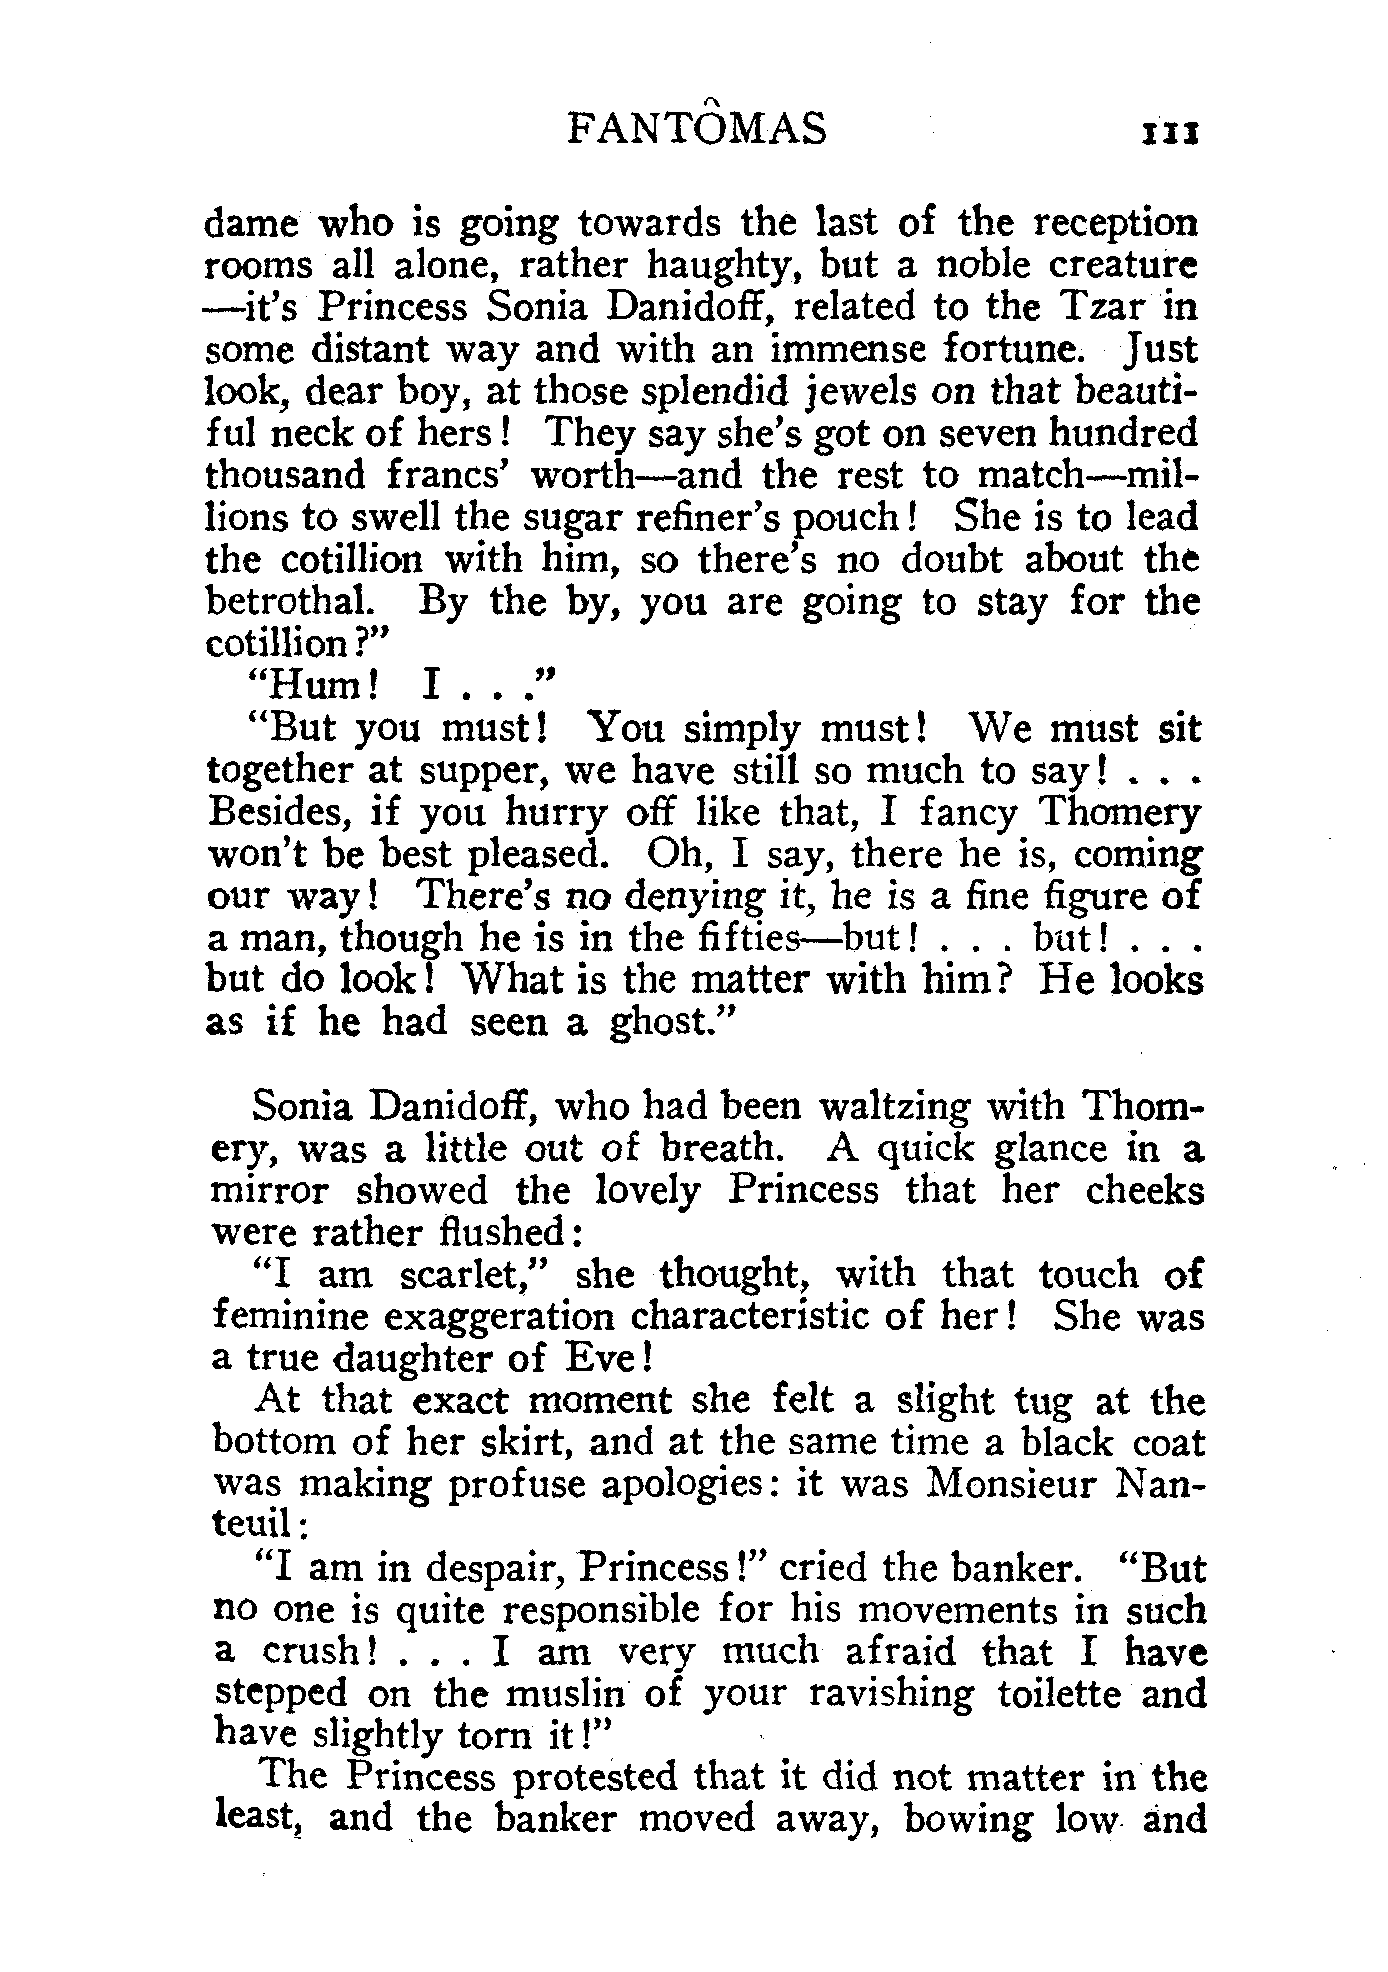 FANTÔMAS 111
dame who is going towards the last of the reception
rooms all alone, rather haughty, but a noble creature
—it's Princess Sonia Danidoff, related to the Tzar in
some distant way and with an immense fortune. Just
look, dear boy, at those splendid jewels on that beauti-
ful neck of hers! They say she's got on seven hundred
thousand francs' worth—and the rest to match—mil-
lions to swell the sugar refiner's pouch! She is to lead
the cotillion with him, so there's no doubt about the
betrothal. By the by, you are going to stay for the
cotillion?"
"Hum! I . . ."
"But you must! You simply must! We must sit
together at supper, we have still so much to say! . . .
Besides, if you hurry off like that, I fancy Thomery
won't be best pleased. Oh, I say, there he is, coming
our way! There's no denying it, he is a fine figure of
a man, though he is in the fifties—but! . . . but! . . .
but do look! What is the matter with him? He looks
as if he had seen a ghost."
Sonia Danidoff, who had been waltzing with Thom-
ery, was a little out of breath. A quick glance in a
mirror showed the lovely Princess that her cheeks
were rather flushed:
"I am scarlet," she thought, with that touch of
feminine exaggeration characteristic of her! She was
a true daughter of Eve!
At that exact moment she felt a slight tug at the
bottom of her skirt, and at the same time a black coat
was making profuse apologies: it was Monsieur Nan-
teuil:
"I am in despair, Princess!" cried the banker. "But
no one is quite responsible for his movements in such
a crush! . . . I am very much afraid that I have
stepped on the muslin of your ravishing toilette and
have slightly torn it!"
The Princess protested that it did not matter in the
least, and the banker moved away, bowing low and